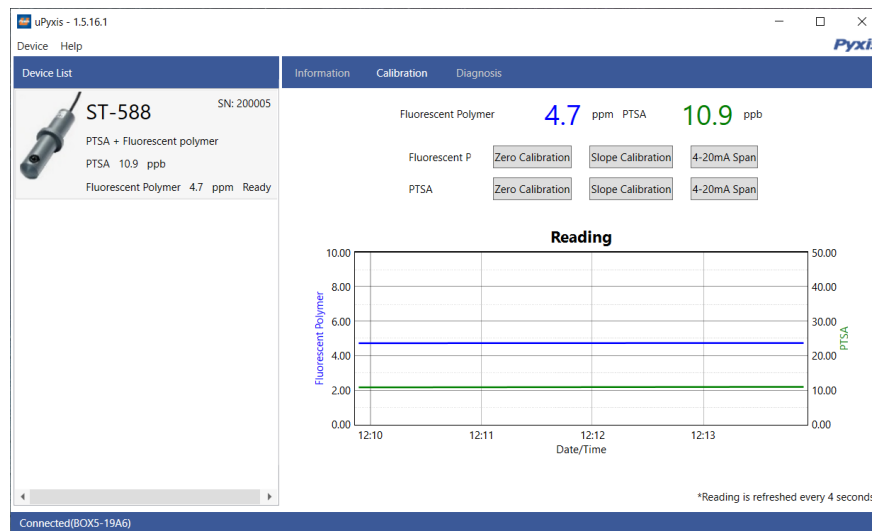 uPyxis - 1.5.16.1
Device Help
Pyxis
Device List
Information Calibration Diagnosis
ST-588 SN: 200005
PTSA + Fluorescent polymer
PTSA 10.9 ppb
Fluorescent Polymer 4.7 ppm Ready
Fluorescent Polymer 4.7 ppm PTSA 10.9 ppb
Fluorescent P Zero Calibration Slope Calibration 4-20mA Span
PTSA Zero Calibration Slope Calibration 4-20mA Span
Reading
10.00 50.00
8.00 40.00
6.00 30.00
4.00 20.00
2.00 10.00
0.00 0.00
Fluorescent Polymer
PTSA
12:10 12:11 12:12 12:13
Date/Time
*Reading is refreshed every 4 seconds
Connected(BOX5-19A6)